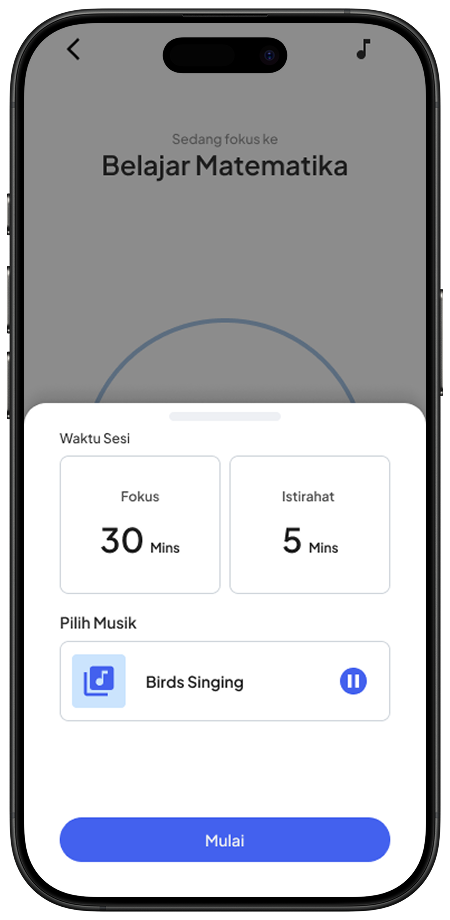 Sedang fokus ke
Belajar Matematika
Waktu Sesi
Fokus
30 Mins
Istirahat
5 Mins
Pilih Musik
Birds Singing
Mulai